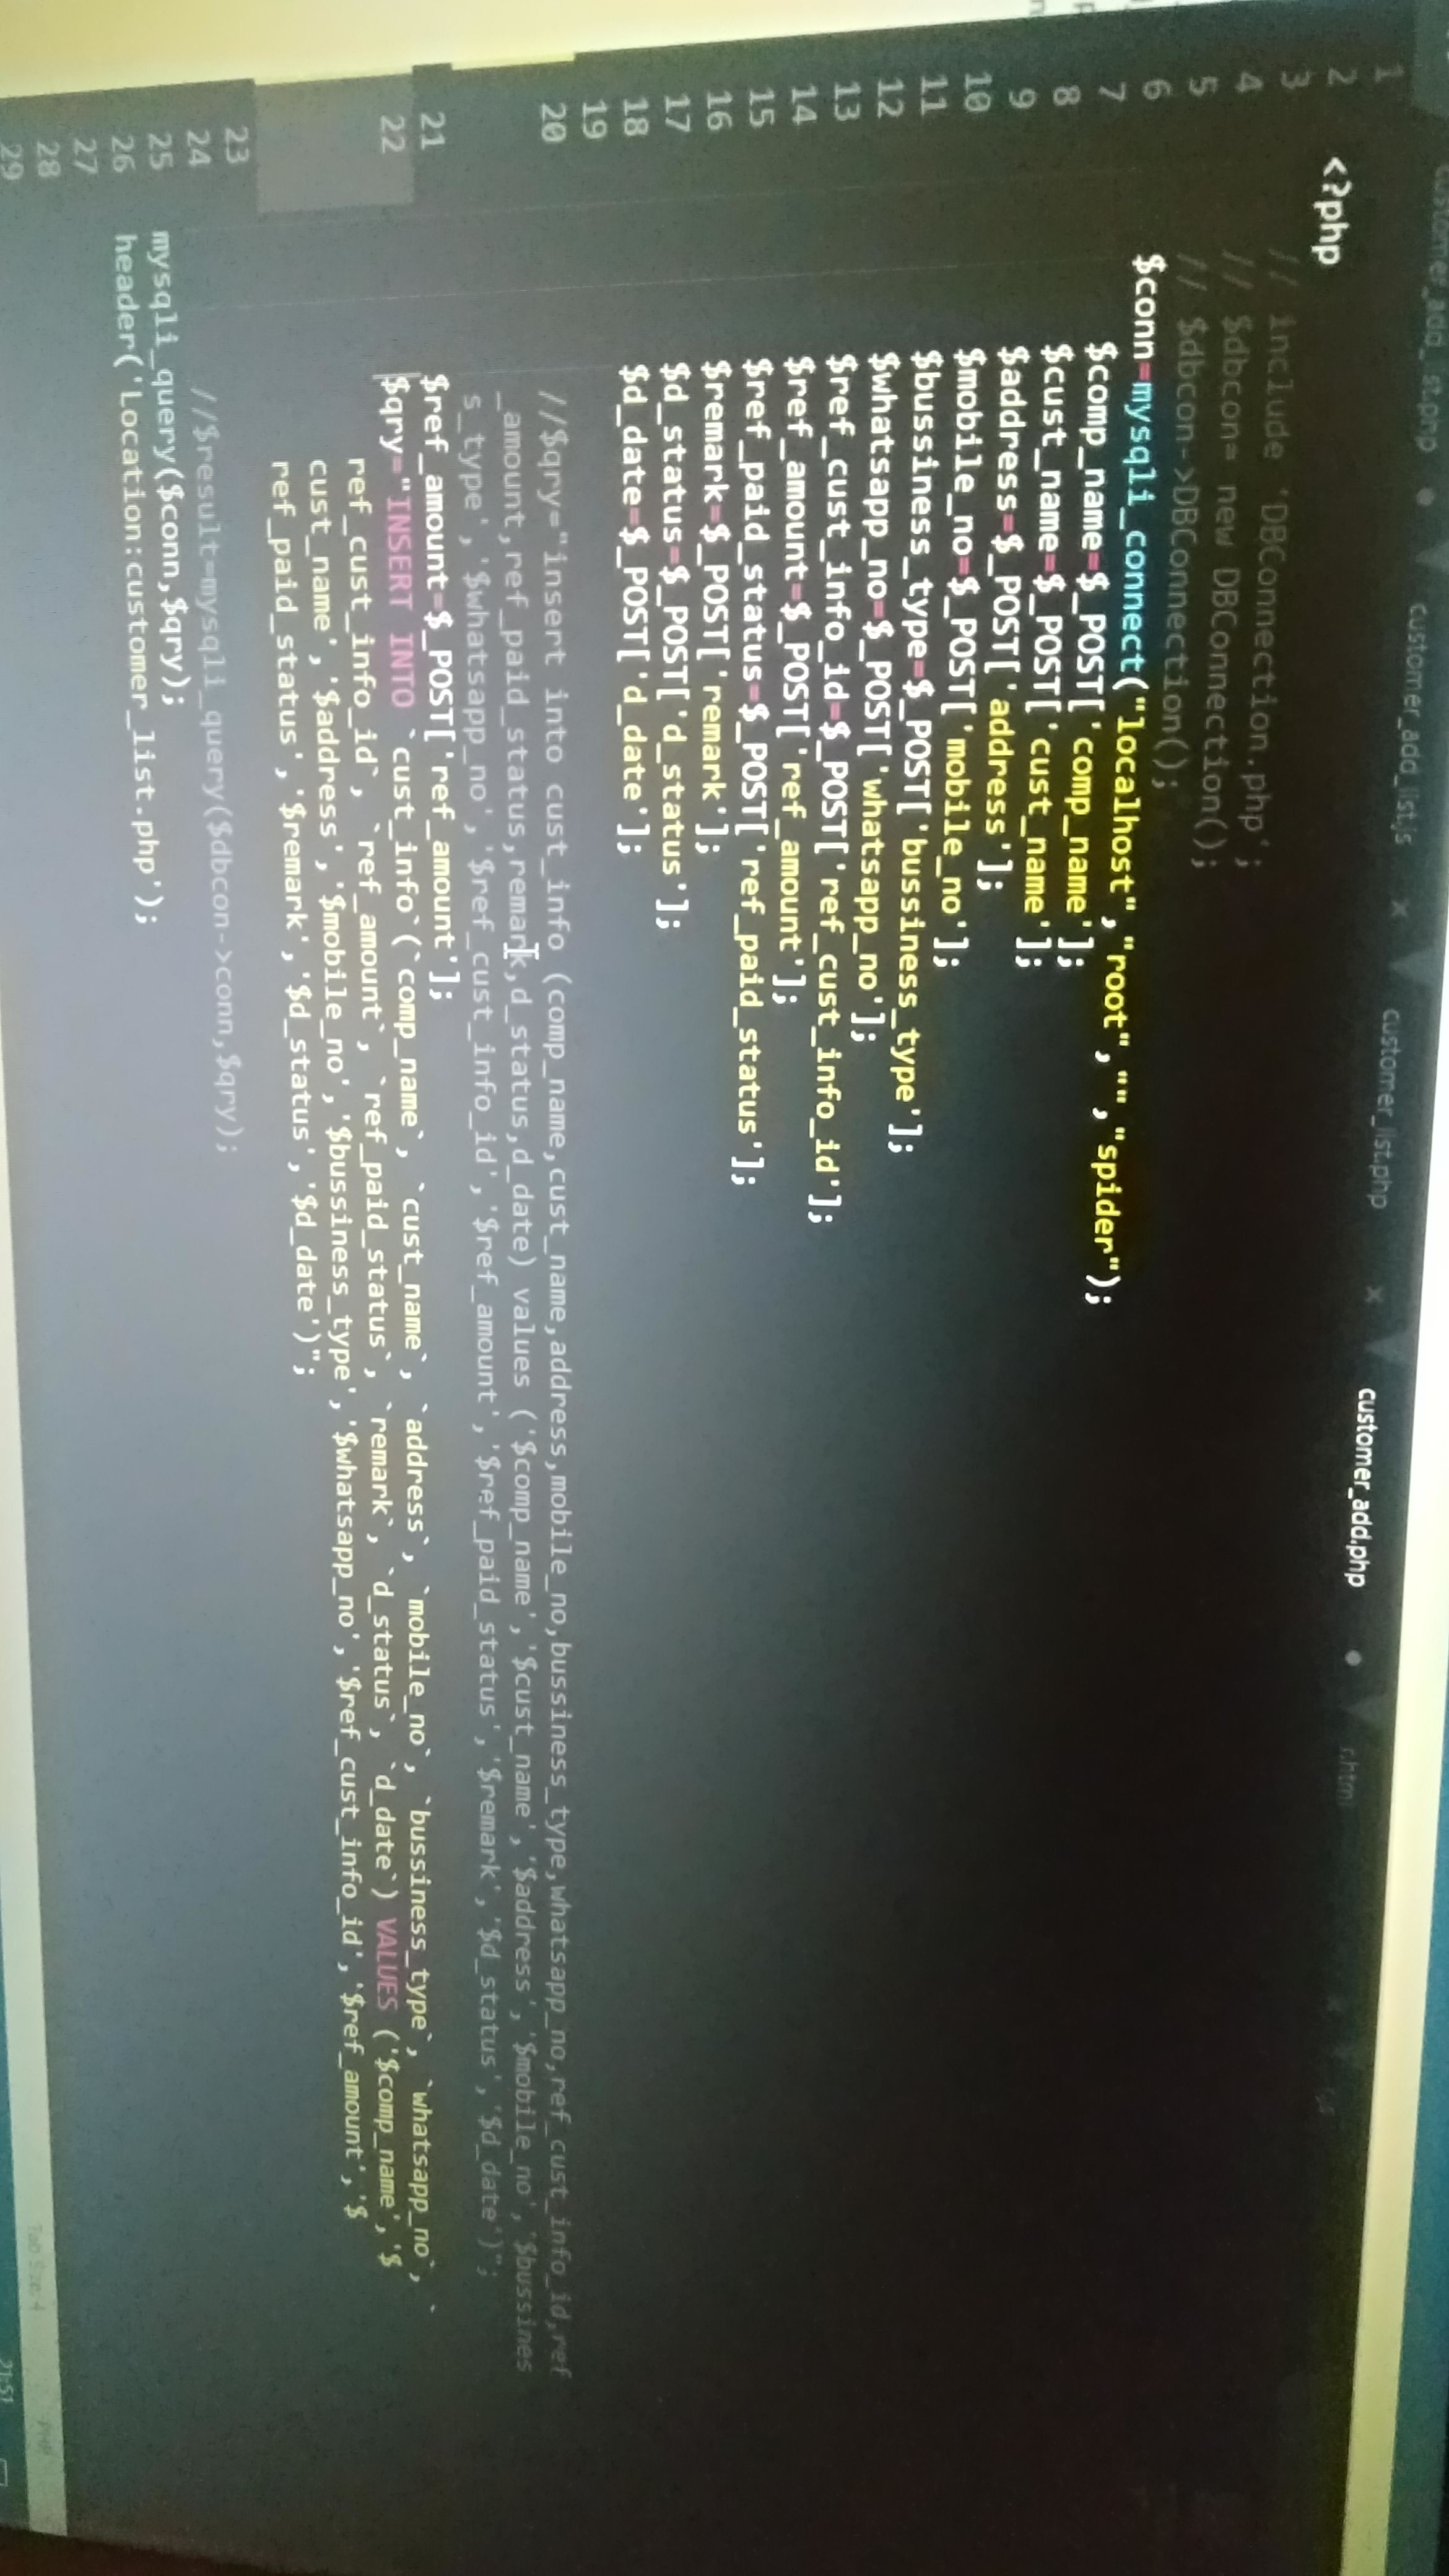 customer_add_list.js
customer_list.php
customer_add.php
r.html
1
2 <?php
3 // include 'DBConnection.php';
4 // $dbcon= new DBConnection();
5 // $dbcon->DBConnection();
6 $conn=mysqli_connect("localhost","root","","spider");
7 $comp_name=$_POST['comp_name'];
8 $cust_name=$_POST['cust_name'];
9 $address=$_POST['address'];
10 $mobile_no=$_POST['mobile_no'];
11 $bussiness_type=$_POST['bussiness_type'];
12 $whatsapp_no=$_POST['whatsapp_no'];
13 $ref_cust_info_id=$_POST['ref_cust_info_id'];
14 $ref_amount=$_POST['ref_amount'];
15 $ref_paid_status=$_POST['ref_paid_status'];
16 $remark=$_POST['remark'];
17 $d_status=$_POST['d_status'];
18 $d_date=$_POST['d_date'];
19
20 //$qry="insert into cust_info (comp_name,cust_name,address,mobile_no,bussiness_type,whatsapp_no,ref_cust_info_id,ref
_amount,ref_paid_status,remark,d_status,d_date) values ('$comp_name','$cust_name','$address','$mobile_no','$bussines
s_type','$whatsapp_no','$ref_cust_info_id','$ref_amount','$ref_paid_status','$remark','$d_status','$d_date')";
21 $ref_amount=$_POST['ref_amount'];
22 $qry="INSERT INTO `cust_info`(`comp_name`, `cust_name`, `address`, `mobile_no`, `bussiness_type`, `whatsapp_no`, `
ref_cust_info_id`, `ref_amount`, `ref_paid_status`, `remark`, `d_status`, `d_date`) VALUES ('$comp_name','$
cust_name','$address','$mobile_no','$bussiness_type','$whatsapp_no','$ref_cust_info_id','$ref_amount','$
ref_paid_status','$remark','$d_status','$d_date')";
23
24 //$result=mysqli_query($dbcon->conn,$qry);
25 mysqli_query($conn,$qry);
26 header('Location:customer_list.php');
27
28
29
Tab Size: 4 PHP
21:51